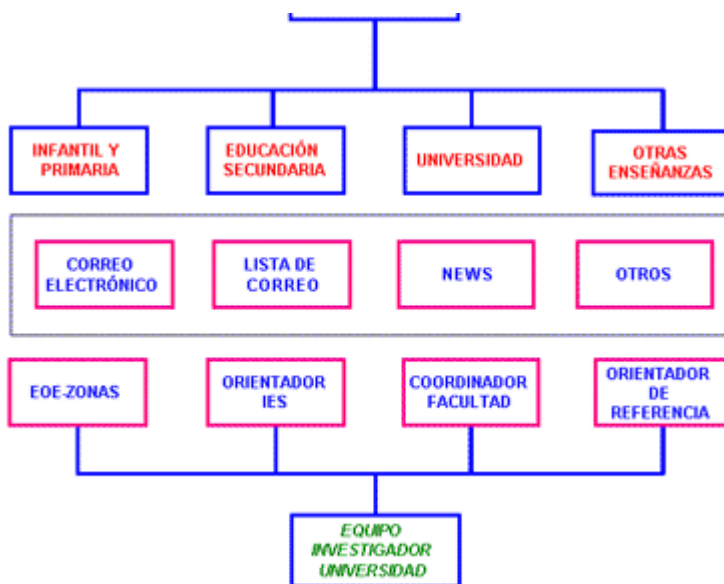 INFANTIL Y
PRIMARIA
EDUCACIÓN
SECUNDARIA
UNIVERSIDAD
OTRAS
ENSEÑANZAS
CORREO
ELECTRÓNICO
LISTA DE
CORREO
NEWS
OTROS
EOE-ZONAS
ORIENTADOR
IES
COORDINADOR
FACULTAD
ORIENTADOR
DE
REFERENCIA
EQUIPO
INVESTIGADOR
UNIVERSIDAD